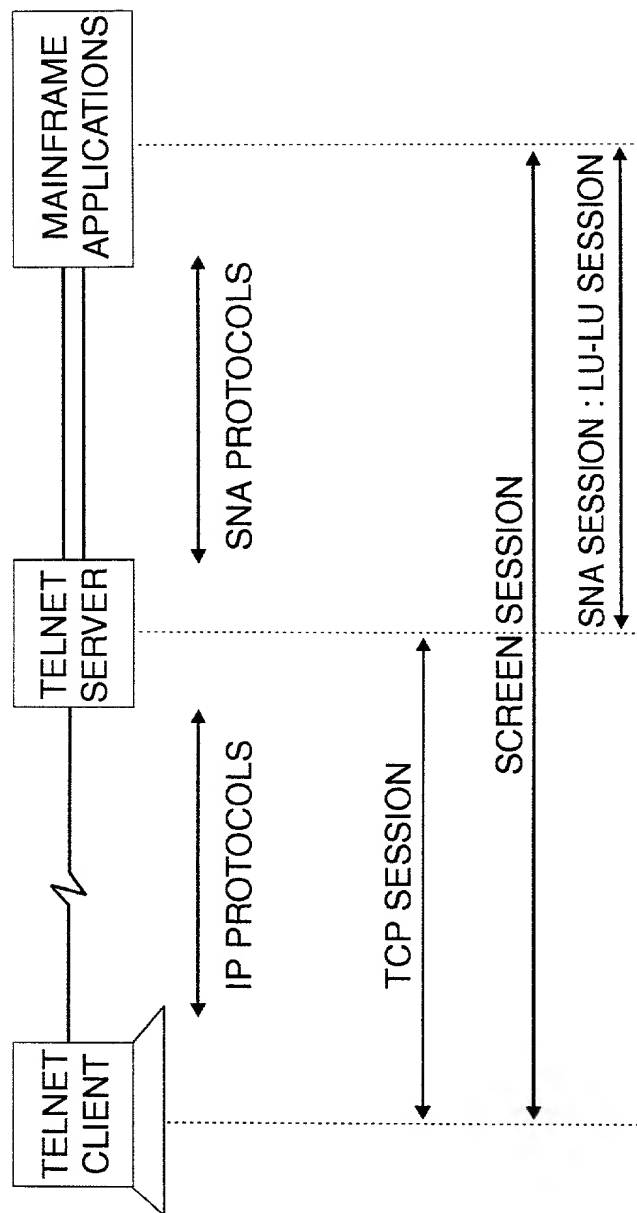 TELNET
CLIENT
TELNET
SERVER
MAINFRAME
APPLICATIONS
IP PROTOCOLS
SNA PROTOCOLS
TCP SESSION
SCREEN SESSION
SNA SESSION : LU-LU SESSION